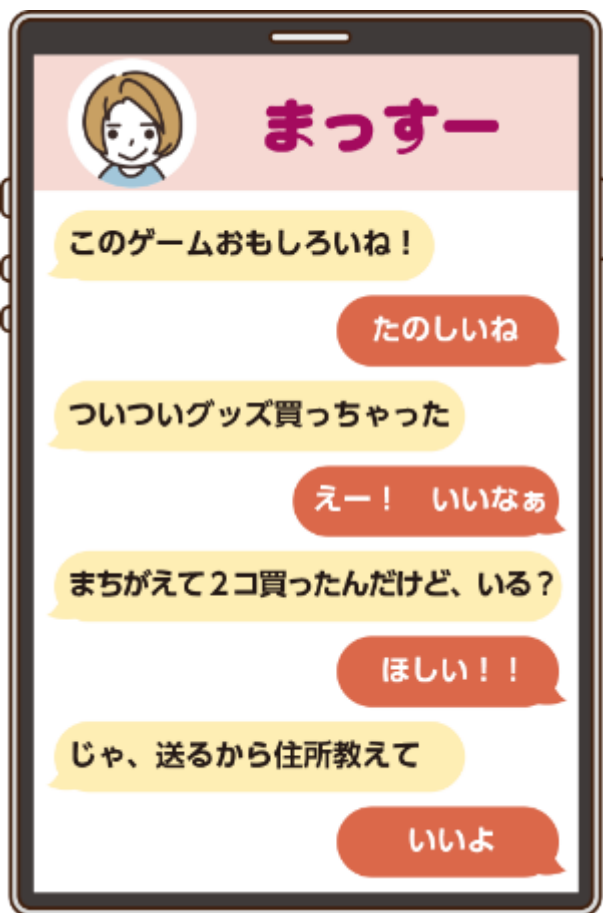 まっすー
このゲームおもしろいね！
たのしいね
ついついグッズ買っちゃった
えー！　いいなぁ
まちがえて２コ買ったんだけど、いる？
ほしい！！
じゃ、送るから住所教えて
いいよ